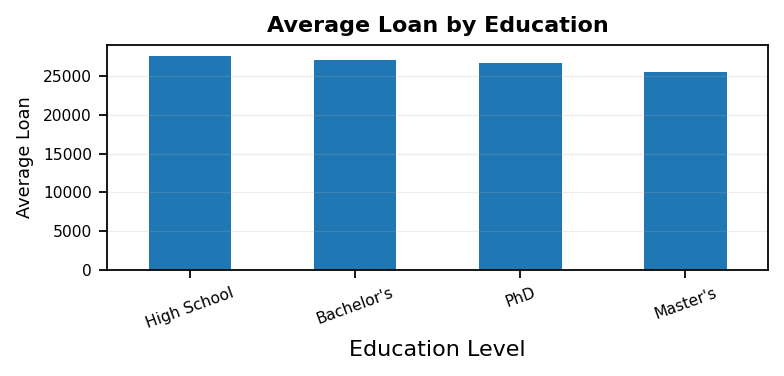 Average Loan by Education
Average Loan
25000
20000
15000
10000
5000
0
High School
Bachelor's
PhD
Master's
Education Level